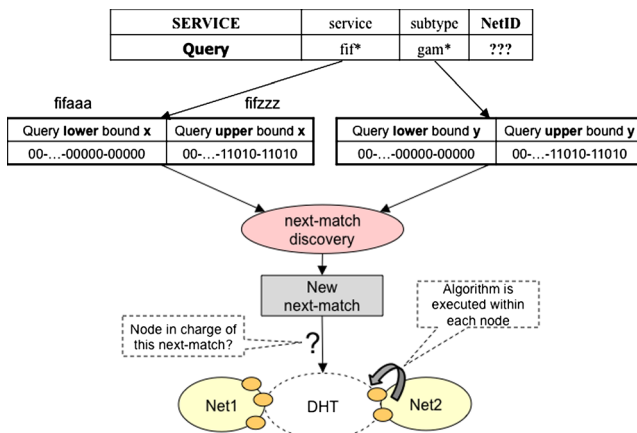 SERVICE service subtype NetID
Query fif* gam* ???
fifaaa fifzzz
Query lower bound x Query upper bound x Query lower bound y Query upper bound y
00-...-00000-00000 00-...-11010-11010 00-...-00000-00000 00-...-11010-11010
next-match
discovery
New
next-match
Algorithm is
executed within
each node
Node in charge of
this next-match?
?
Net1 DHT Net2